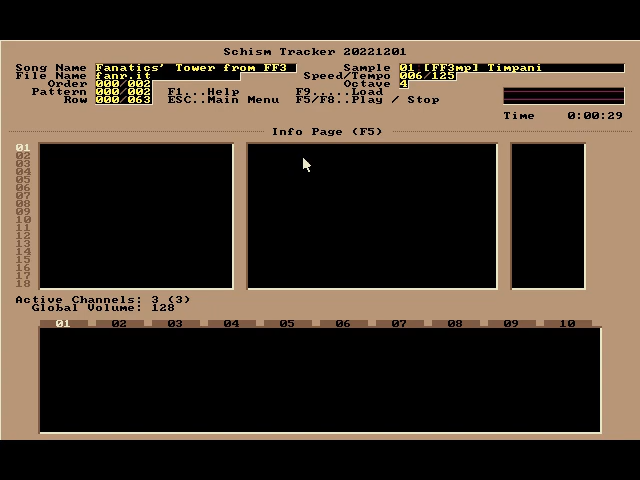 Schism Tracker 20221201
Song Name Fanatics' Tower from FF3 Sample 01 [FF3mp] Timpani
File Name fanr.it Speed/Tempo 006/125
Order 000/002 Octave 4
Pattern 000/002 F1...Help F9.....Load
Row 000/063 ESC..Main Menu F5/F8..Play / Stop
Time 0:00:29
Info Page (F5)
01
02
03
04
05
06
07
08
09
10
11
12
13
14
15
16
17
18
Active Channels: 3 (3)
Global Volume: 128
01 02 03 04 05 06 07 08 09 10